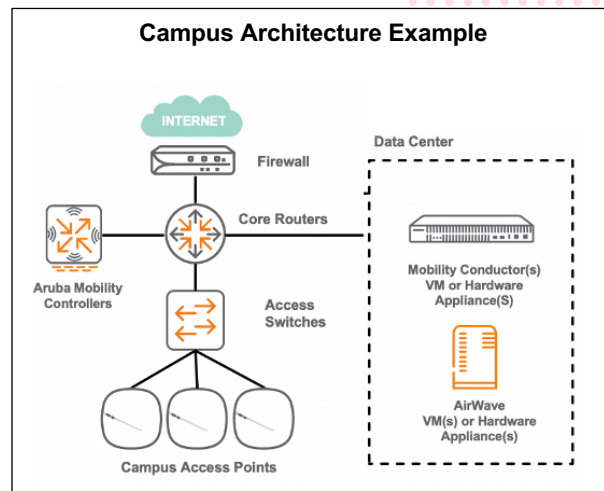 Campus Architecture Example
INTERNET
Data Center
Firewall
Core Routers
Aruba Mobility
Controllers
Mobility Conductor(s)
VM or Hardware
Appliance(S)
Access
Switches
AirWave
VM(s) or Hardware
Appliance(s)
Campus Access Points